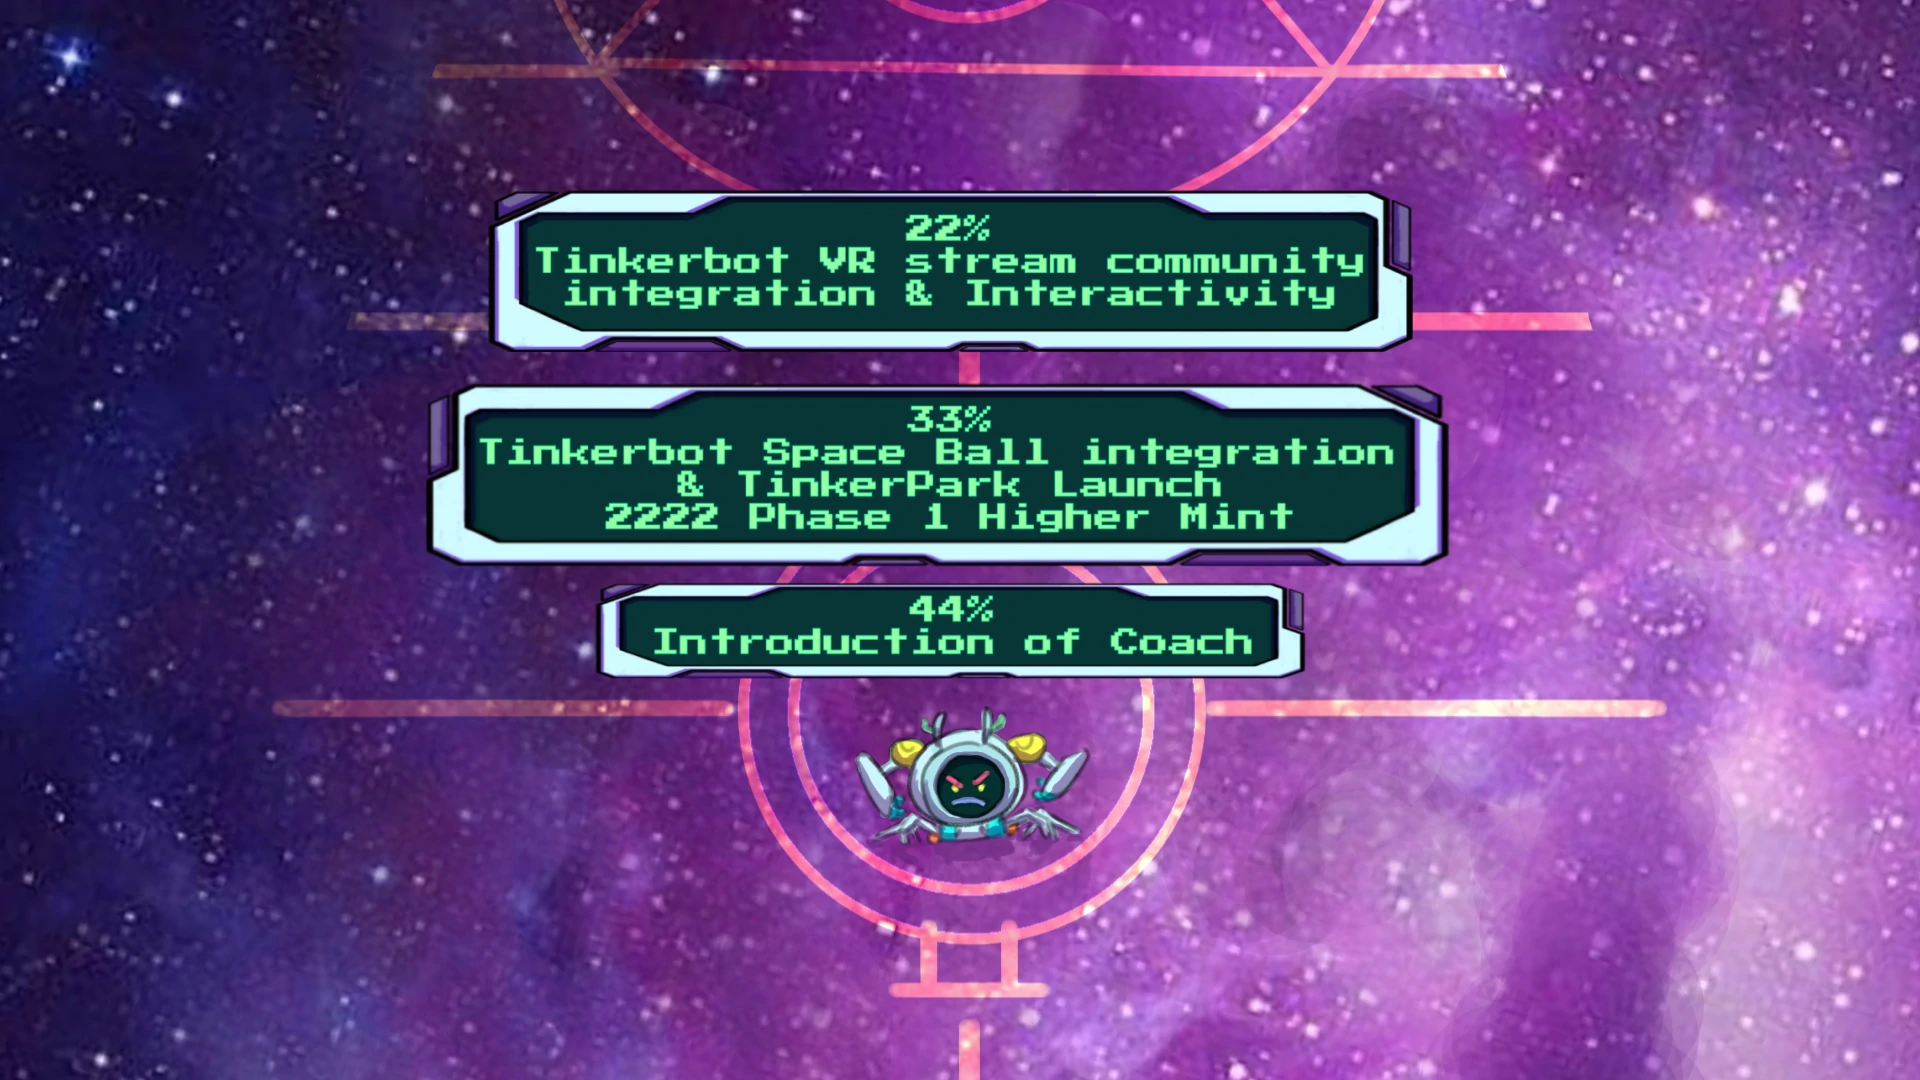 22%
Tinkerbot VR stream community
integration & Interactivity
33%
Tinkerbot Space Ball integration
& TinkerPark Launch
2222 Phase 1 Higher Mint
44%
Introduction of Coach